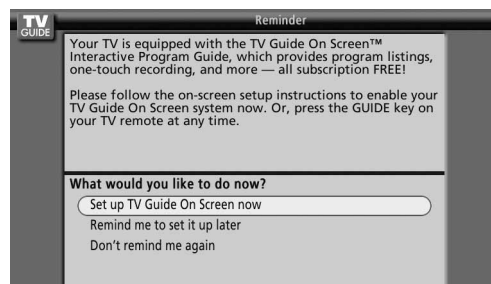 TV
GUIDE
Reminder
Your TV is equipped with the TV Guide On Screen™
Interactive Program Guide, which provides program listings,
one-touch recording, and more — all subscription FREE!
Please follow the on-screen setup instructions to enable your
TV Guide On Screen system now. Or, press the GUIDE key on
your TV remote at any time.
What would you like to do now?
Set up TV Guide On Screen now
Remind me to set it up later
Don't remind me again